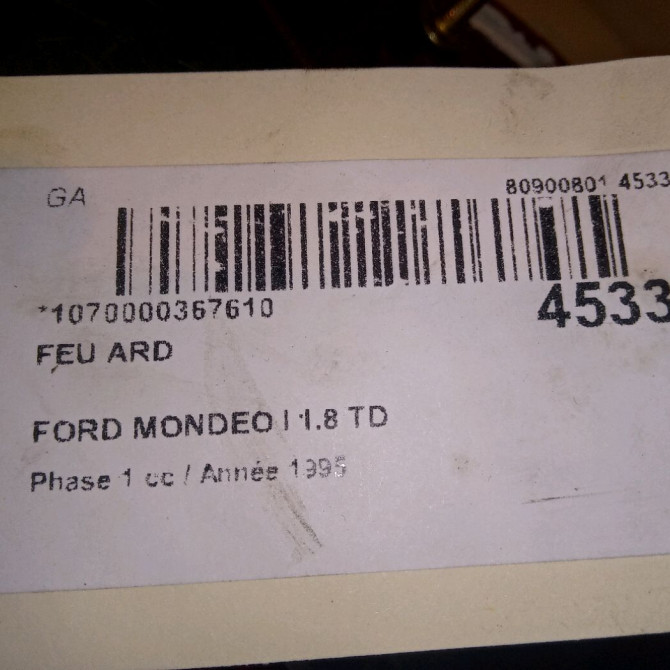 GA
80900801 4533
*1070000367610
4533
FEU ARD
FORD MONDEO I 1.8 TD
Phase 1 cc / Année 1995